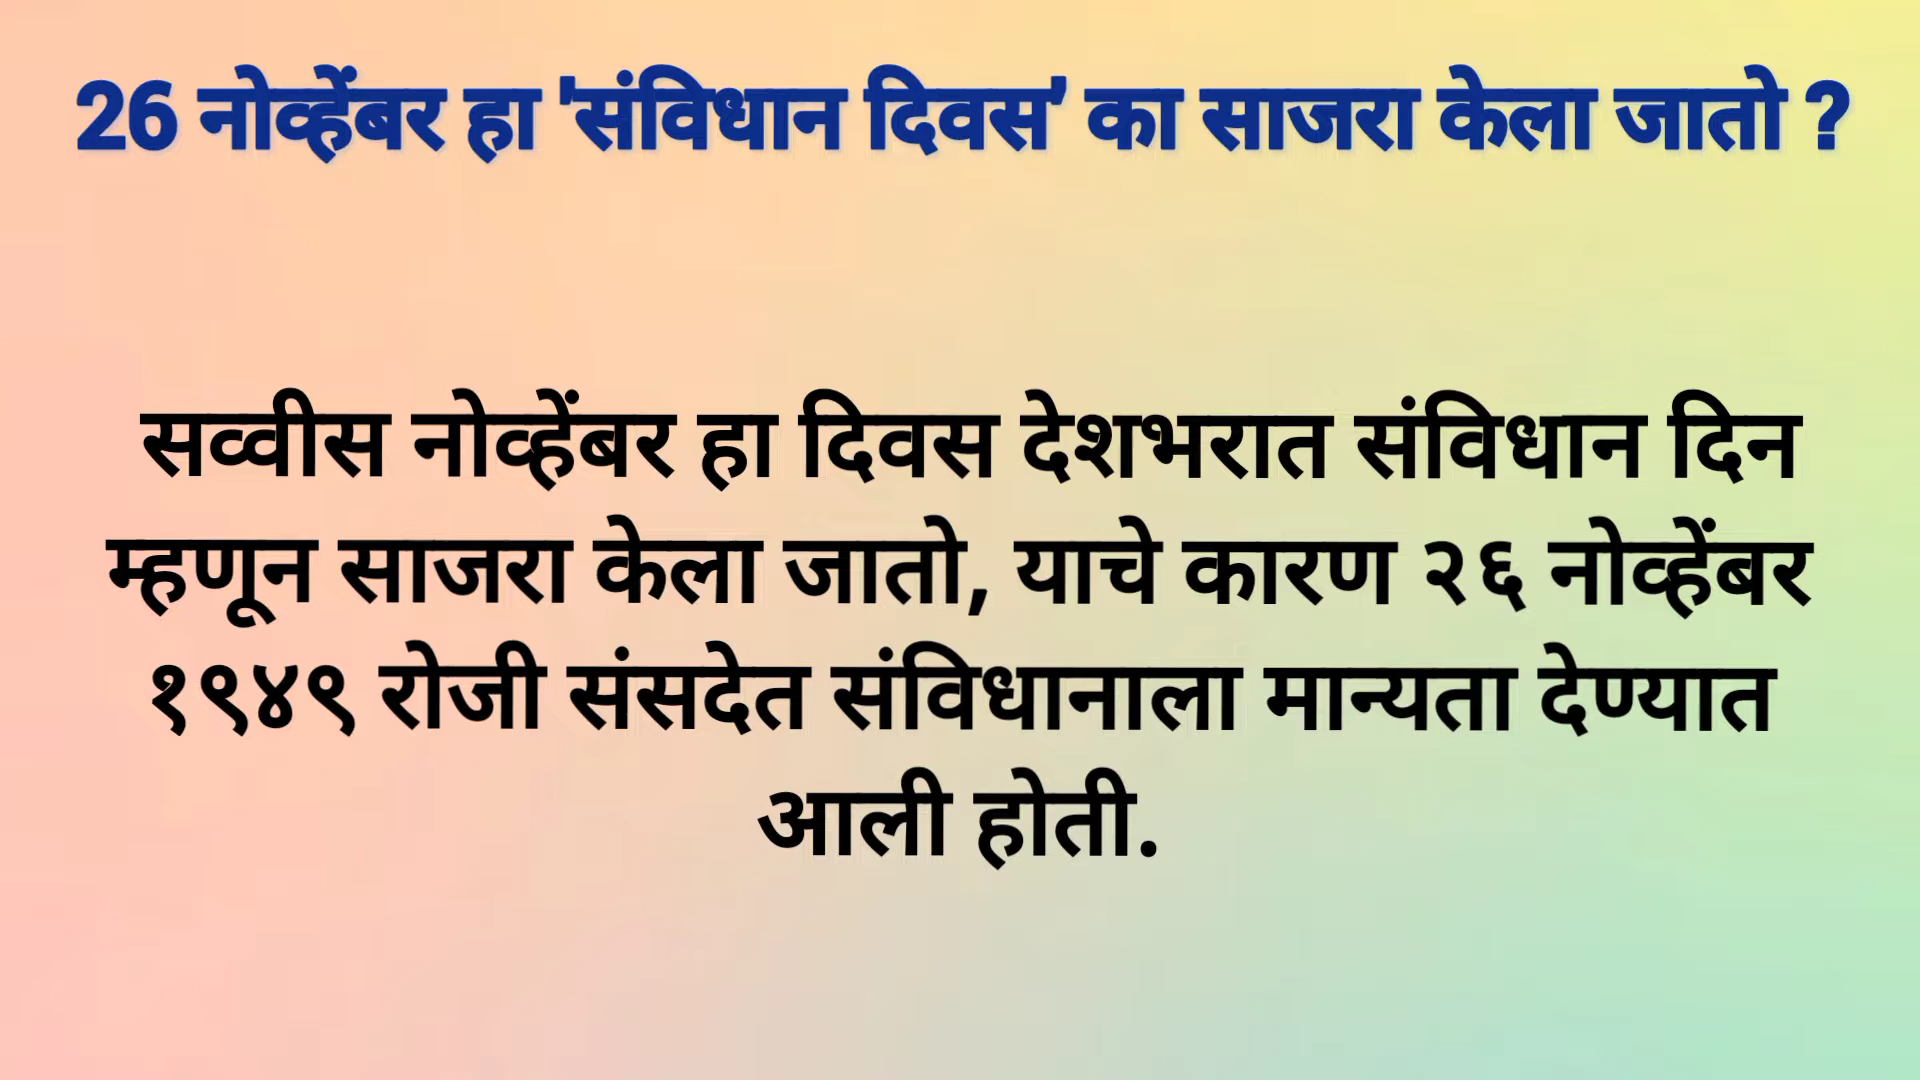 26 नोव्हेंबर हा 'संविधान दिवस' का साजरा केला जातो ?
सव्वीस नोव्हेंबर हा दिवस देशभरात संविधान दिन
म्हणून साजरा केला जातो, याचे कारण २६ नोव्हेंबर
१९४९ रोजी संसदेत संविधानाला मान्यता देण्यात
आली होती.